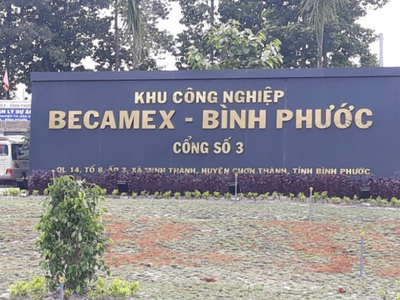 KHU CÔNG NGHIỆP
BECAMEX - BÌNH PHƯỚC
CỔNG SỐ 3
QL 14, TỔ 8, ẤP 3, XÃ MINH THÀNH, HUYỆN CHƠN THÀNH, TỈNH BÌNH PHƯỚC